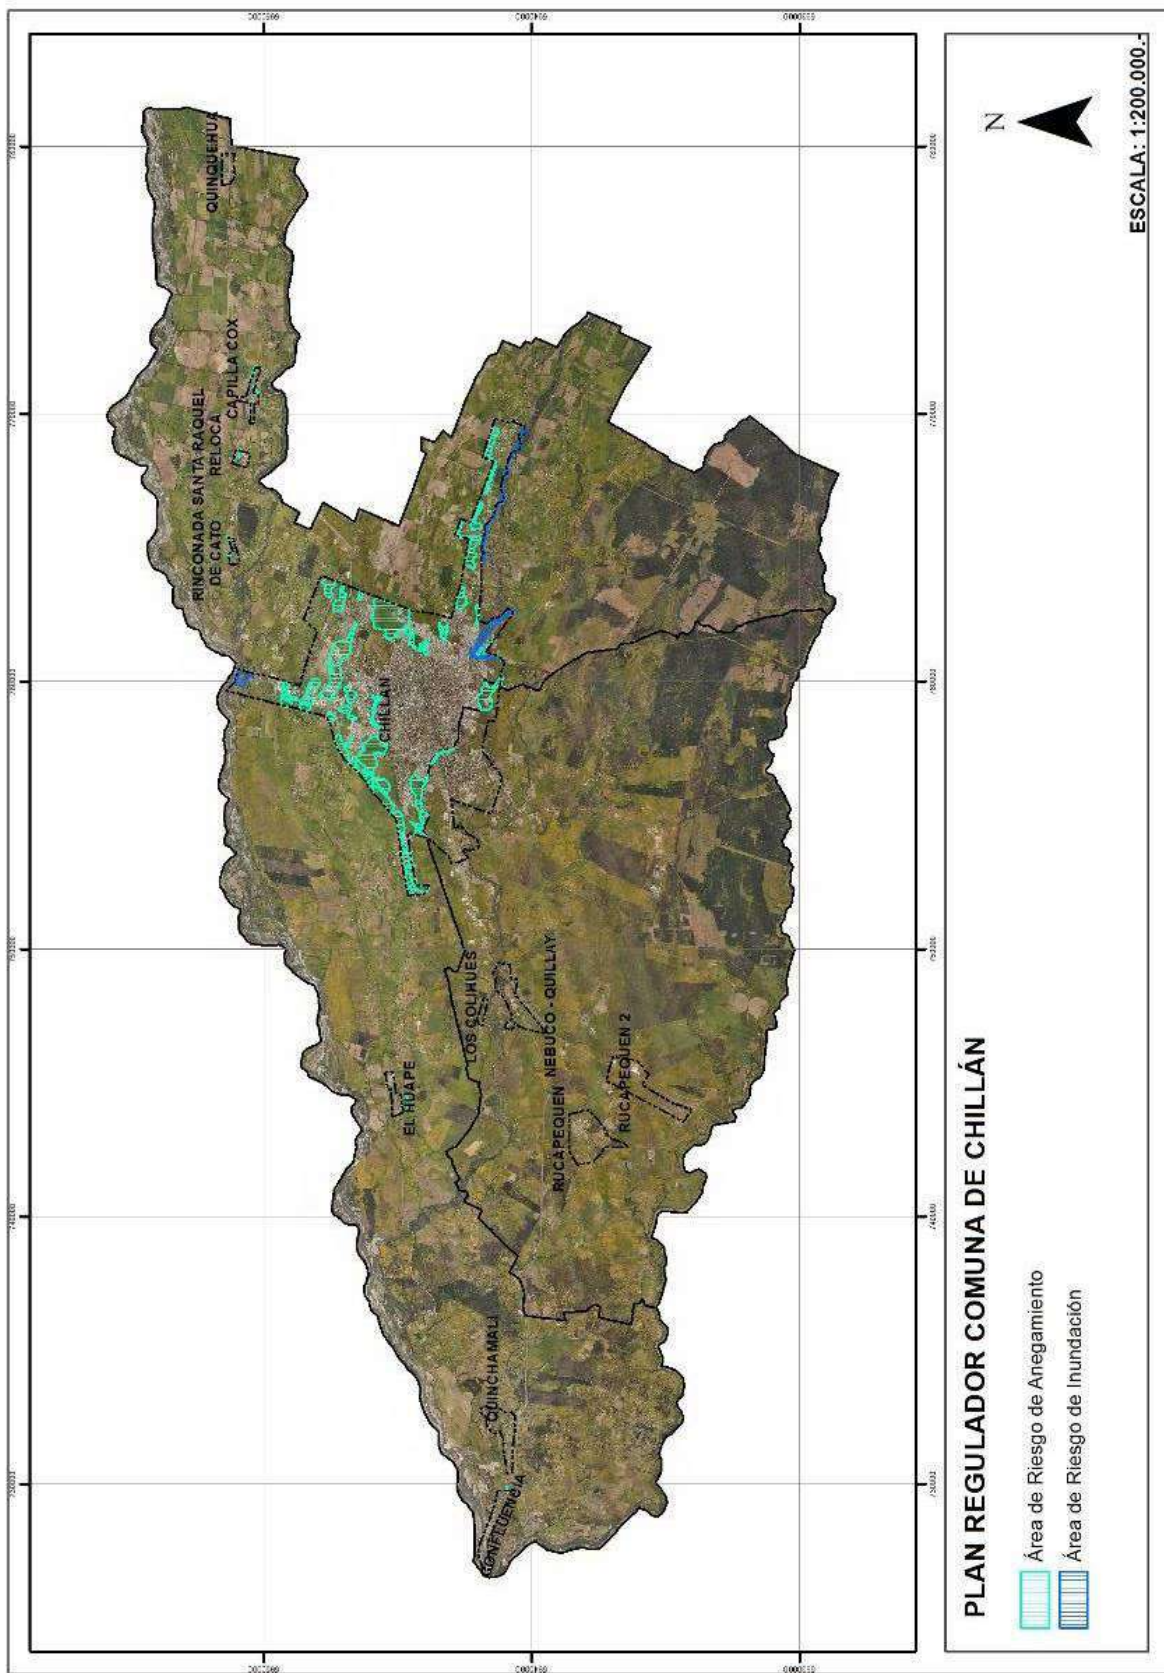 QUINQUEHUA
CAPILLA COX
RINCONADA SANTA RAQUEL
DE CATO RELOCA
CHILLÁN
LOS COLIHUES
EL HUAPE
NEBUCO - QUILLAY
RUCAPEQUEN
RUCAPEQUEN 2
QUINCHAMALI
CONFLUENCIA
PLAN REGULADOR COMUNA DE CHILLÁN
Área de Riesgo de Anegamiento
Área de Riesgo de Inundación
N
ESCALA: 1:200.000.-